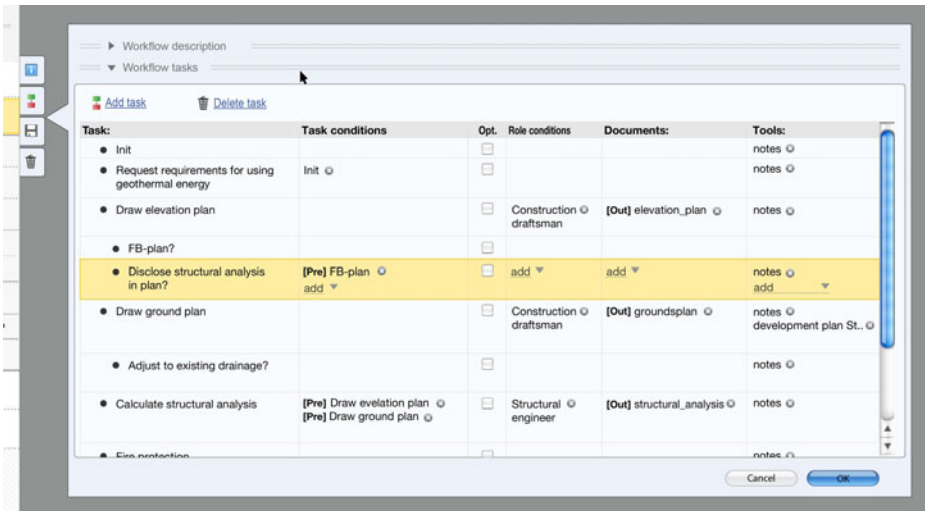 Workflow description
Workflow tasks
Add task Delete task
Task: Task conditions Opt. Role conditions Documents: Tools:
Init notes
Request requirements for using Init notes
geothermal energy
Draw elevation plan Construction [Out] elevation_plan notes
draftsman
FB-plan?
Disclose structural analysis [Pre] FB-plan add add notes
in plan? add add
Draw ground plan Construction [Out] groundsplan notes
draftsman development plan St..
Adjust to existing drainage? notes
Calculate structural analysis [Pre] Draw evelation plan Structural [Out] structural_analysis notes
[Pre] Draw ground plan engineer
Fire protection notes
Cancel OK